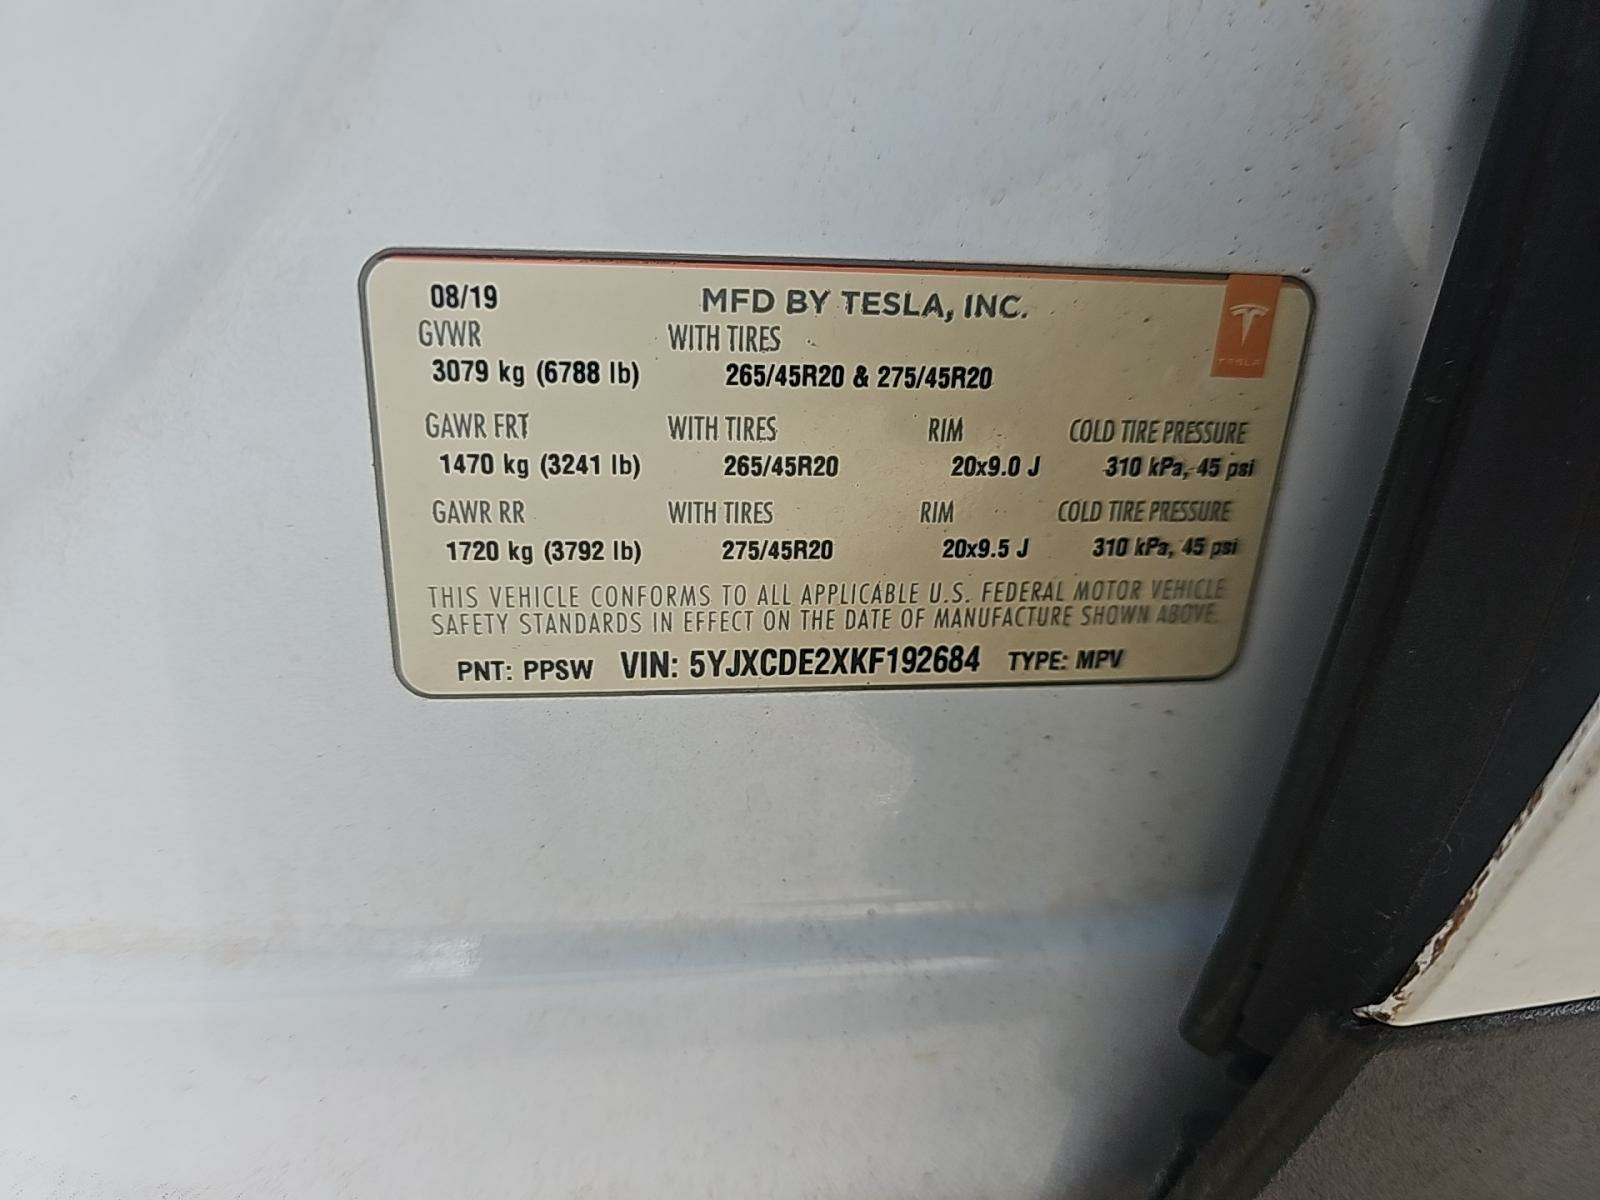 08/19 MFD BY TESLA, INC.
GVWR WITH TIRES
3079 kg (6788 lb) 265/45R20 & 275/45R20
TESLA
GAWR FRT WITH TIRES RIM COLD TIRE PRESSURE
1470 kg (3241 lb) 265/45R20 20x9.0 J 310 kPa, 45 psi
GAWR RR WITH TIRES RIM COLD TIRE PRESSURE
1720 kg (3792 lb) 275/45R20 20x9.5 J 310 kPa, 45 psi
THIS VEHICLE CONFORMS TO ALL APPLICABLE U.S. FEDERAL MOTOR VEHICLE
SAFETY STANDARDS IN EFFECT ON THE DATE OF MANUFACTURE SHOWN ABOVE.
PNT: PPSW VIN: 5YJXCDE2XKF192684 TYPE: MPV